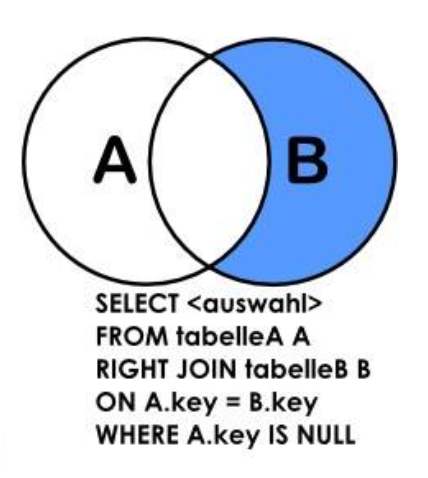 A B
SELECT <auswahl>
FROM tabelleA A
RIGHT JOIN tabelleB B
ON A.key = B.key
WHERE A.key IS NULL